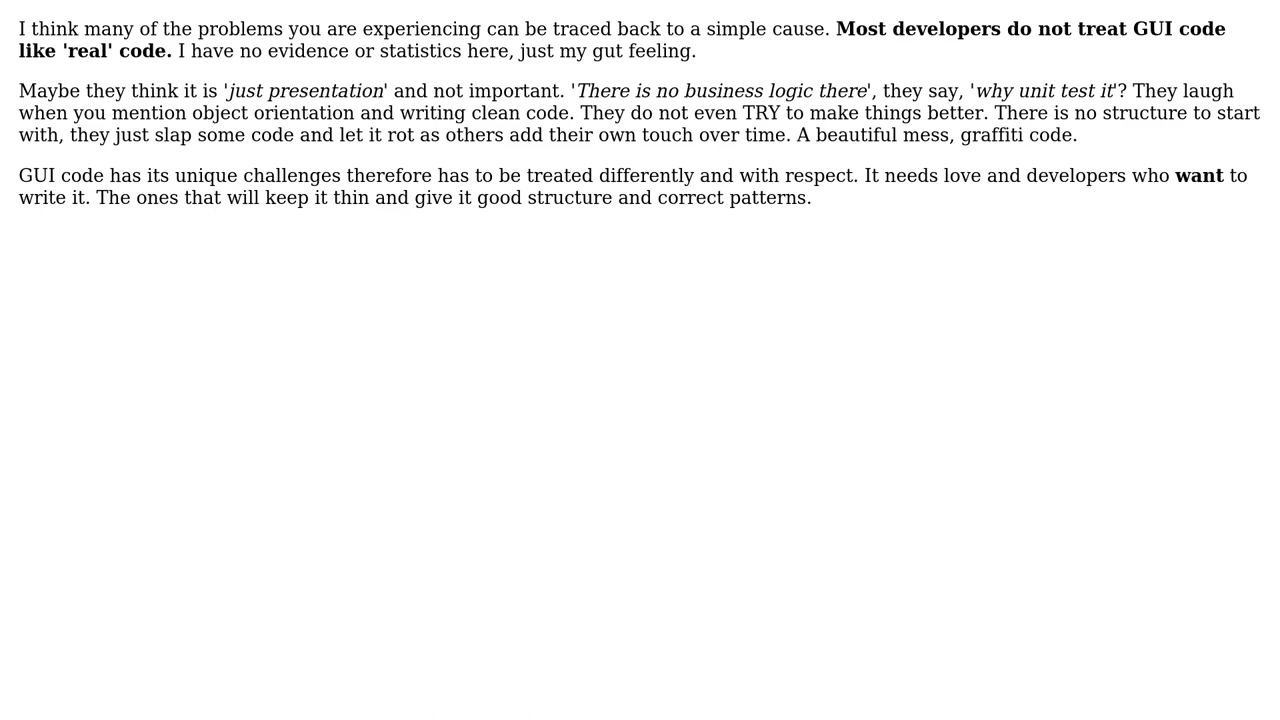 I think many of the problems you are experiencing can be traced back to a simple cause. Most developers do not treat GUI code
like 'real' code. I have no evidence or statistics here, just my gut feeling.
Maybe they think it is 'just presentation' and not important. 'There is no business logic there', they say, 'why unit test it'? They laugh
when you mention object orientation and writing clean code. They do not even TRY to make things better. There is no structure to start
with, they just slap some code and let it rot as others add their own touch over time. A beautiful mess, graffiti code.
GUI code has its unique challenges therefore has to be treated differently and with respect. It needs love and developers who want to
write it. The ones that will keep it thin and give it good structure and correct patterns.